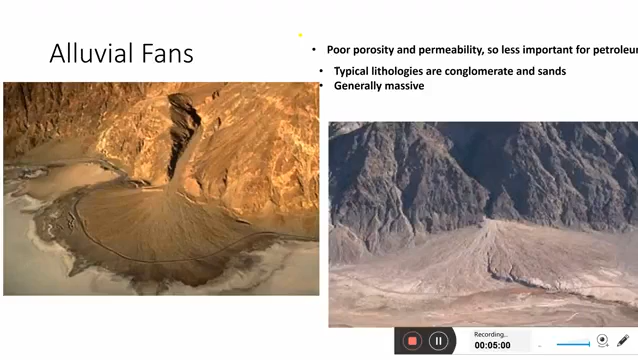 Alluvial Fans
• Poor porosity and permeability, so less important for
• Typical lithologies are conglomerate and sands
• Generally massive
Recording...
00:05:00